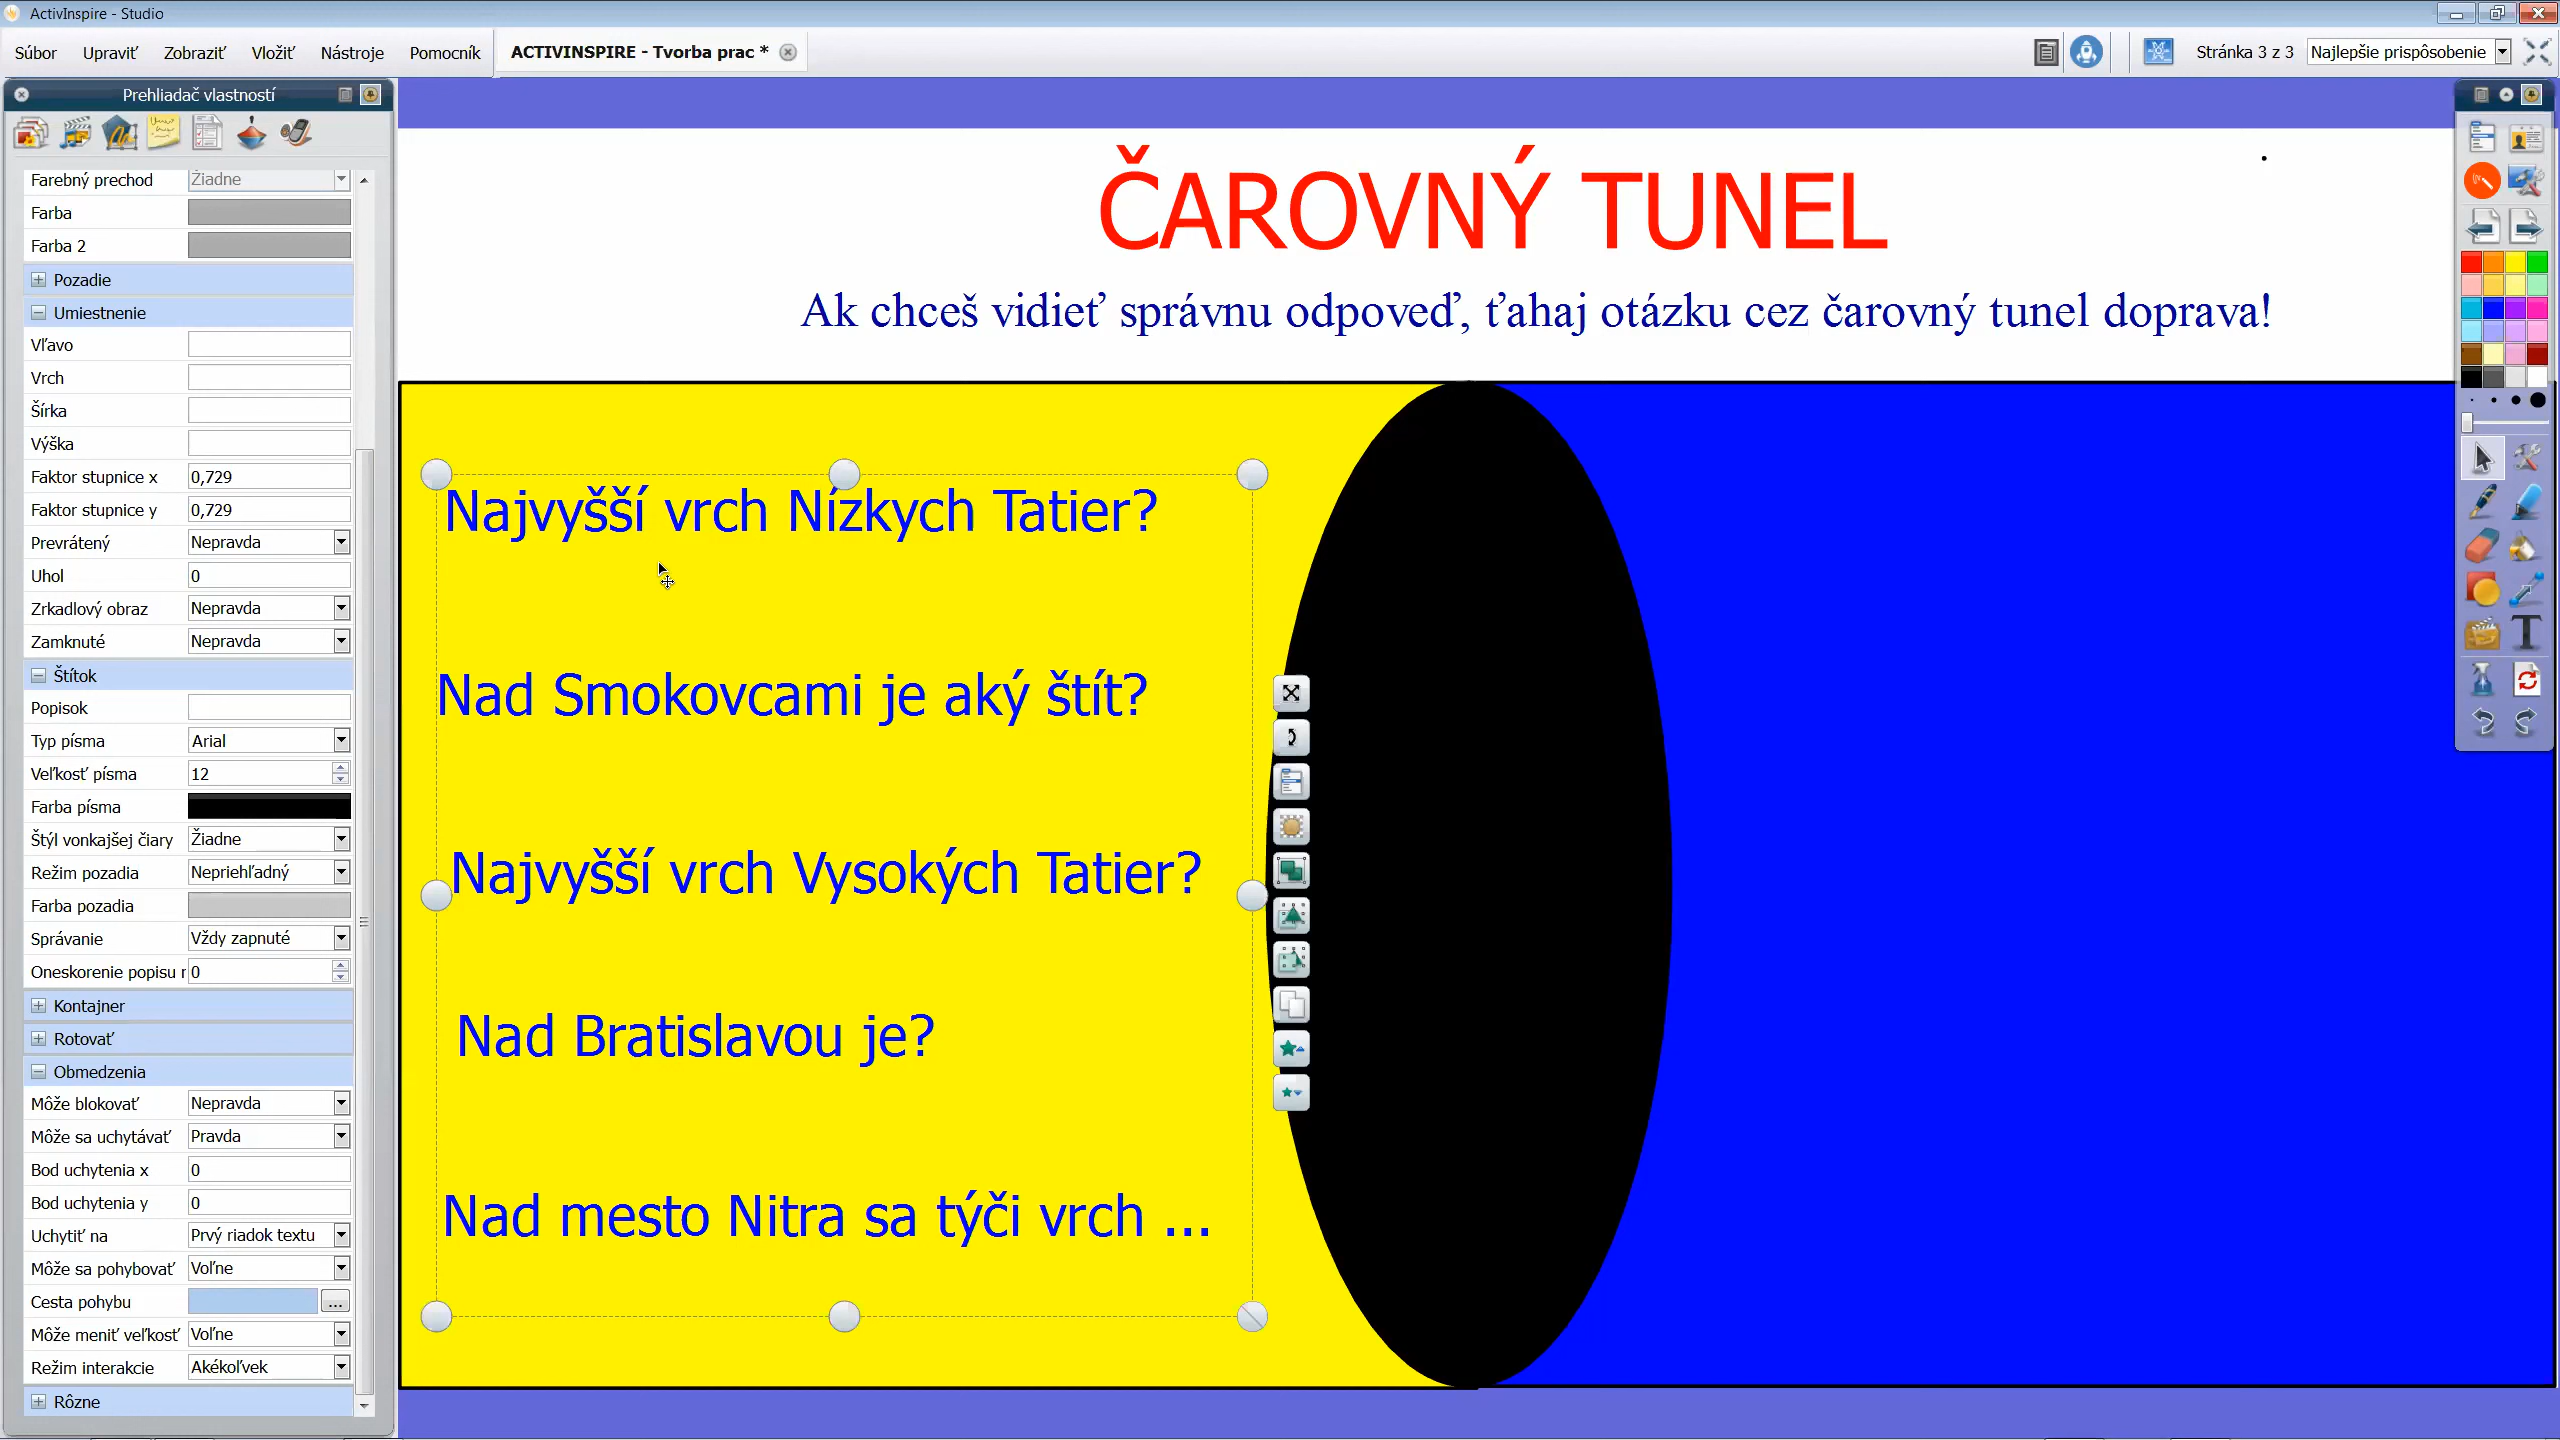 ActivInspire - Studio
Súbor Upraviť Zobraziť Vložiť Nástroje Pomocník ACTIVINSPIRE - Tvorba prac * Stránka 3 z 3 Najlepšie prispôsobenie
Prehliadač vlastností
Farebný prechod Žiadne
Farba
Farba 2
Pozadie
Umiestnenie
Vľavo
Vrch
Šírka
Výška
Faktor stupnice x 0,729
Faktor stupnice y 0,729
Prevrátený Nepravda
Uhol 0
Zrkadlový obraz Nepravda
Zamknuté Nepravda
Štítok
Popisok
Typ písma Arial
Veľkosť písma 12
Farba písma
Štýl vonkajšej čiary Žiadne
Režim pozadia Nepriehľadný
Farba pozadia
Správanie Vždy zapnuté
Oneskorenie popisu r 0
Kontajner
Rotovať
Obmedzenia
Môže blokovať Nepravda
Môže sa uchytávať Pravda
Bod uchytenia x 0
Bod uchytenia y 0
Uchytiť na Prvý riadok textu
Môže sa pohybovať Voľne
Cesta pohybu ...
Môže meniť veľkosť Voľne
Režim interakcie Akékoľvek
Rôzne
ČAROVNÝ TUNEL
Ak chceš vidieť správnu odpoveď, ťahaj otázku cez čarovný tunel doprava!
Najvyšší vrch Nízkych Tatier?
Nad Smokovcami je aký štít?
Najvyšší vrch Vysokých Tatier?
Nad Bratislavou je?
Nad mesto Nitra sa týči vrch ...